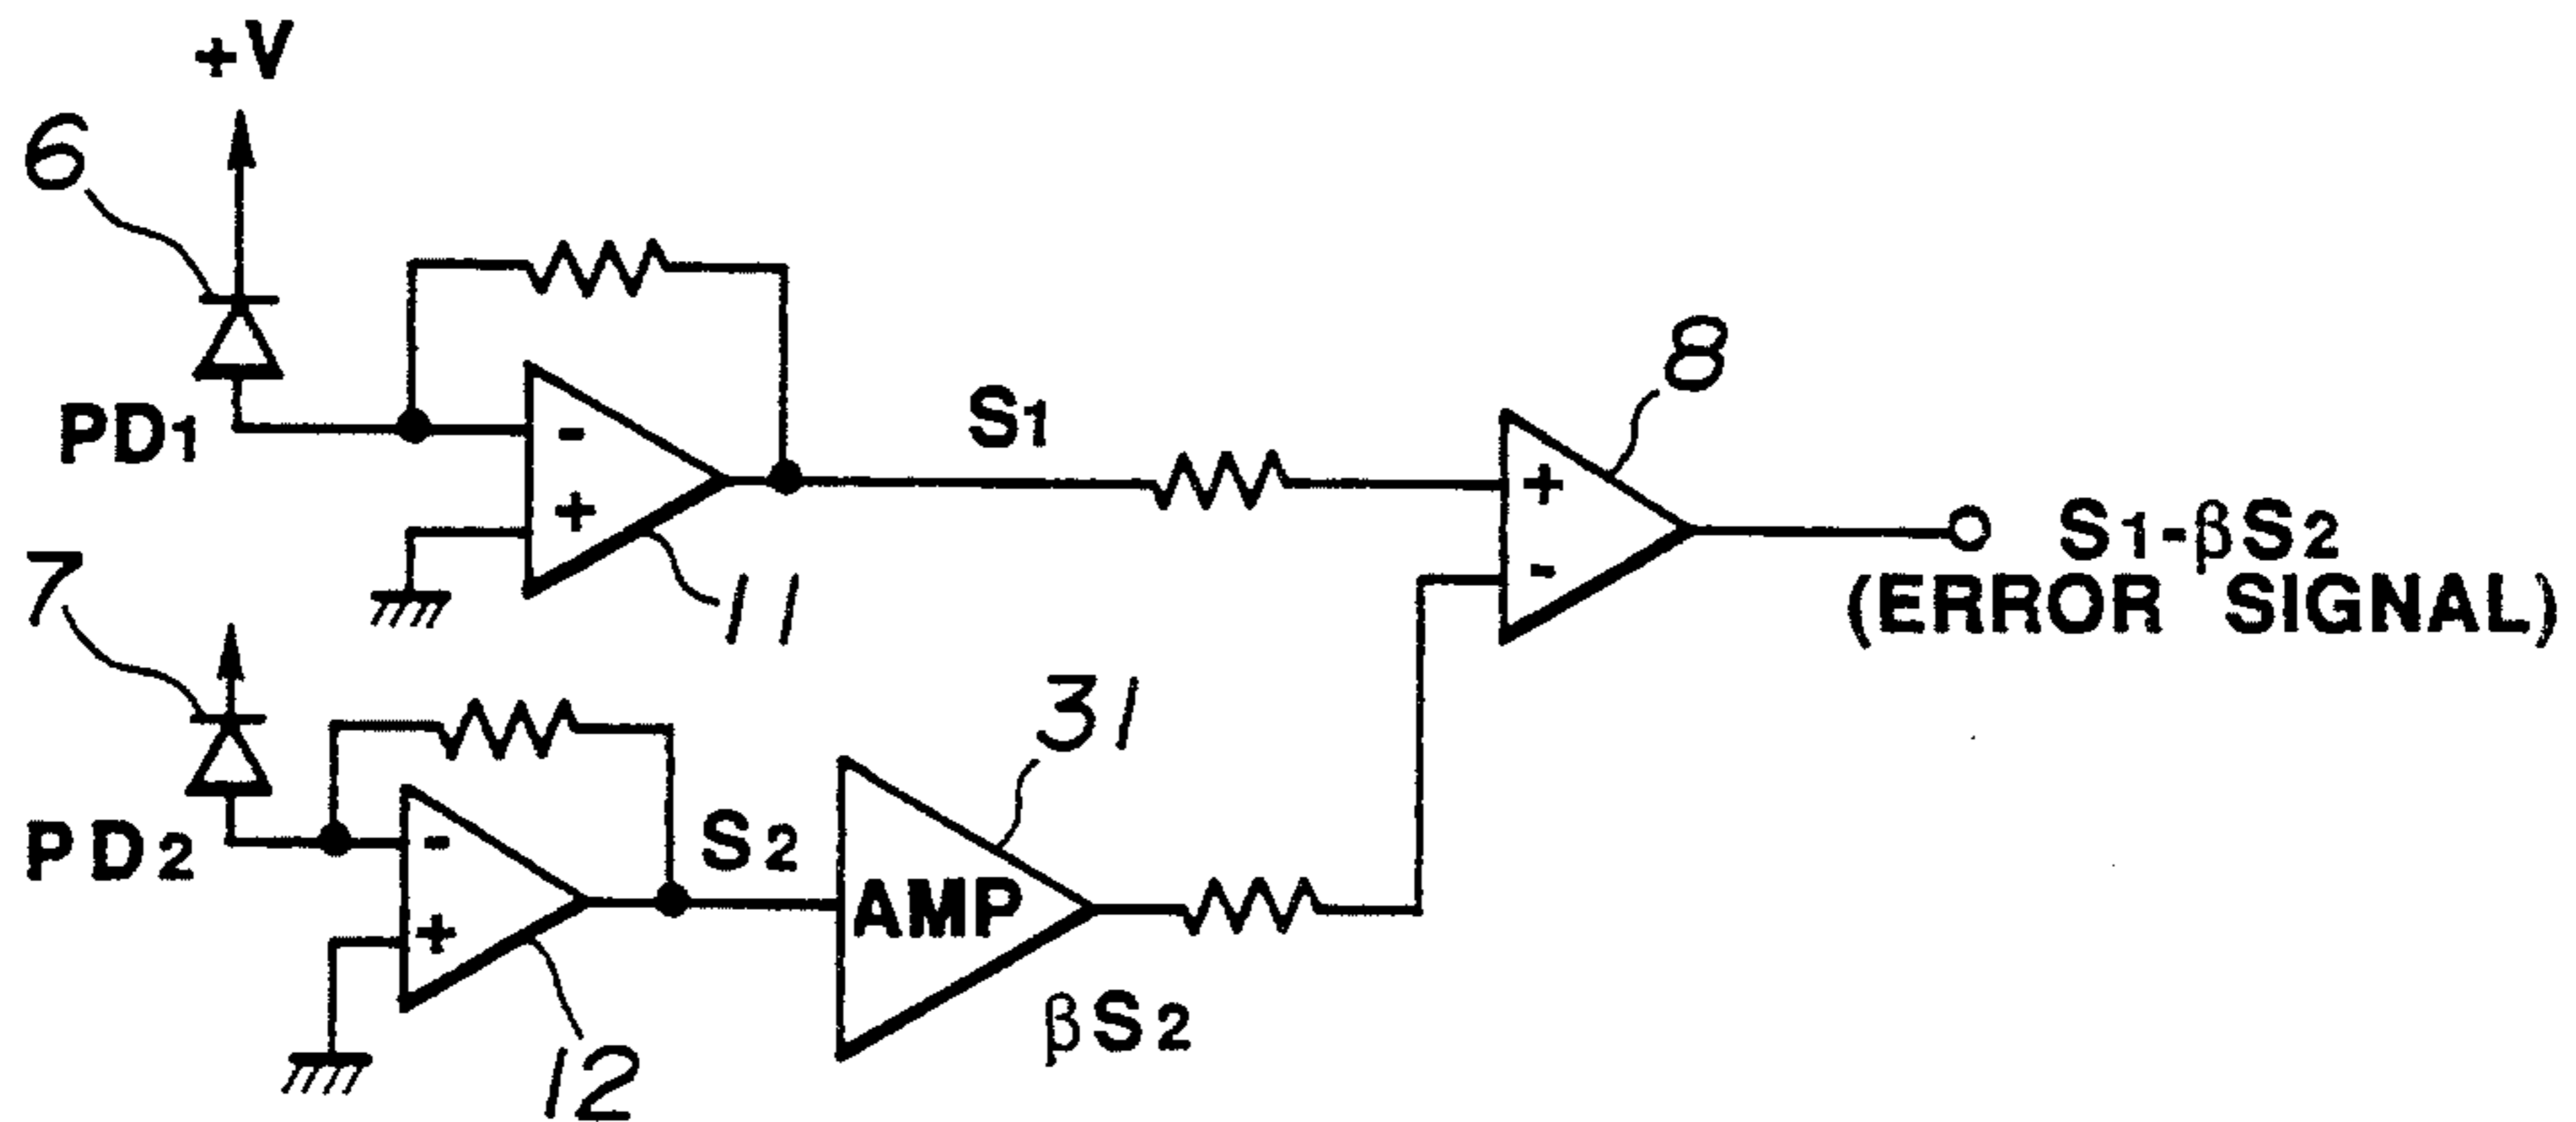 +V
6
PD1
-
+
11
S1
+
-
8
S1-βS2
(ERROR SIGNAL)
7
PD2
-
+
12
S2
AMP
31
βS2